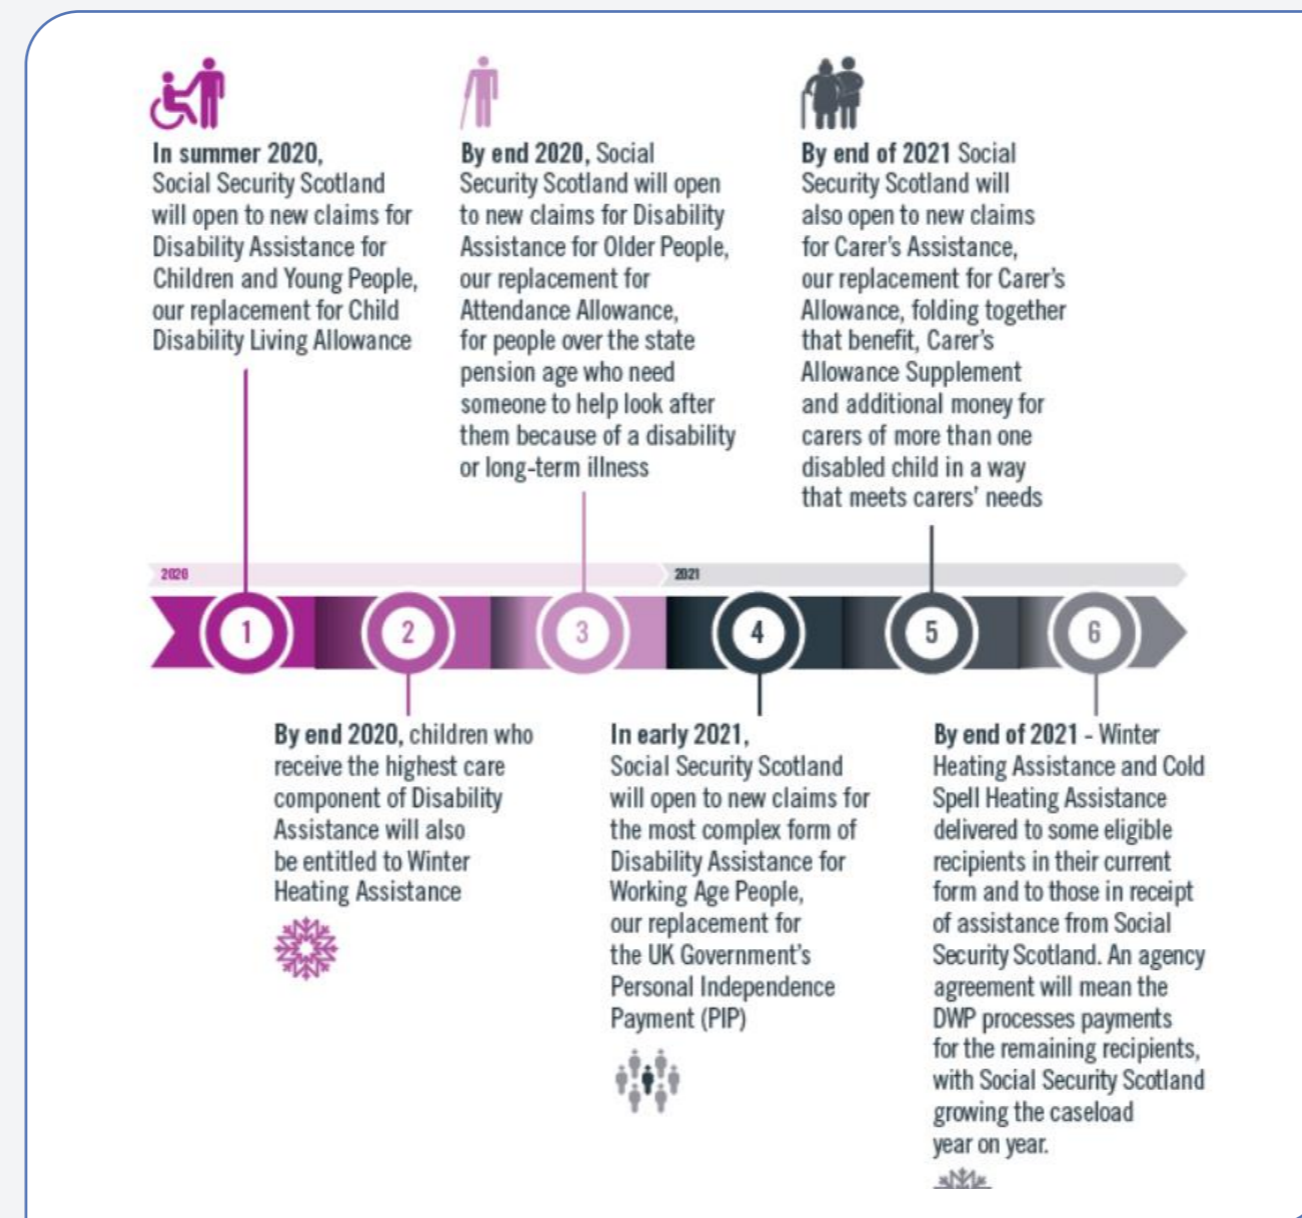 In summer 2020,
Social Security Scotland
will open to new claims for
Disability Assistance for
Children and Young People,
our replacement for Child
Disability Living Allowance
By end 2020, Social
Security Scotland will open
to new claims for Disability
Assistance for Older People,
our replacement for
Attendance Allowance,
for people over the state
pension age who need
someone to help look after
them because of a disability
or long-term illness
By end of 2021 Social
Security Scotland will
also open to new claims
for Carer's Assistance,
our replacement for Carer's
Allowance, folding together
that benefit, Carer's
Allowance Supplement
and additional money for
carers of more than one
disabled child in a way
that meets carers' needs
2020
2021
1
2
3
4
5
6
By end 2020, children who
receive the highest care
component of Disability
Assistance will also
be entitled to Winter
Heating Assistance
In early 2021,
Social Security Scotland
will open to new claims for
the most complex form of
Disability Assistance for
Working Age People,
our replacement for
the UK Government's
Personal Independence
Payment (PIP)
By end of 2021 - Winter
Heating Assistance and Cold
Spell Heating Assistance
delivered to some eligible
recipients in their current
form and to those in receipt
of assistance from Social
Security Scotland. An agency
agreement will mean the
DWP processes payments
for the remaining recipients,
with Social Security Scotland
growing the caseload
year on year.